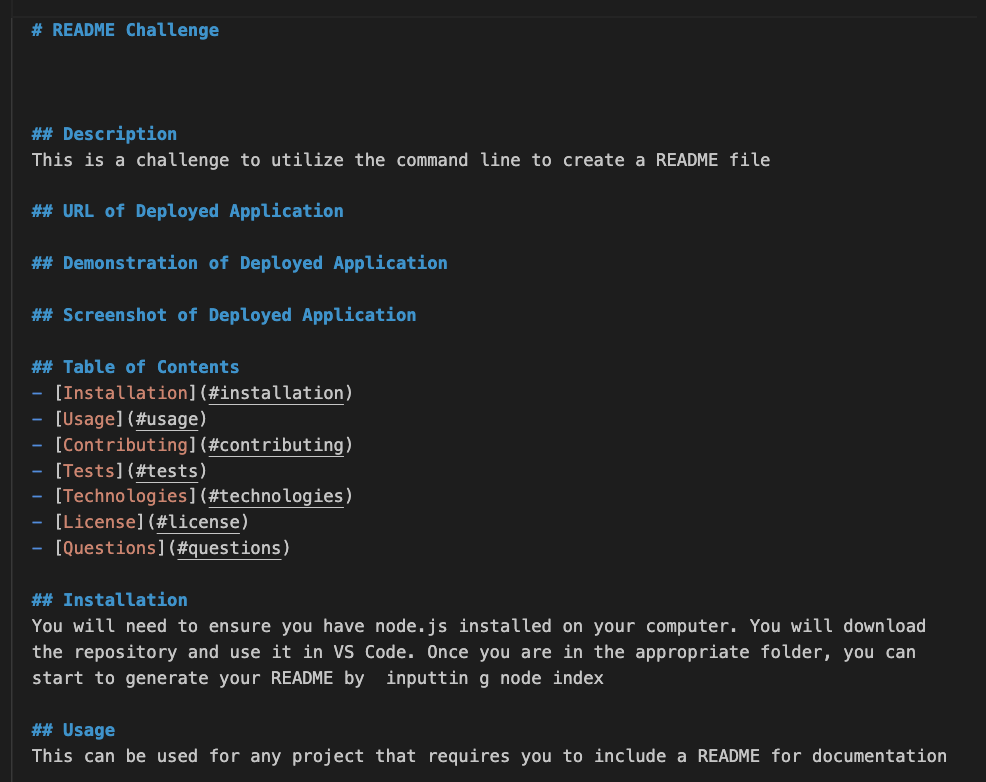 # README Challenge
## Description
This is a challenge to utilize the command line to create a README file
## URL of Deployed Application
## Demonstration of Deployed Application
## Screenshot of Deployed Application
## Table of Contents
- [Installation](#installation)
- [Usage](#usage)
- [Contributing](#contributing)
- [Tests](#tests)
- [Technologies](#technologies)
- [License](#license)
- [Questions](#questions)
## Installation
You will need to ensure you have node.js installed on your computer. You will download
the repository and use it in VS Code. Once you are in the appropriate folder, you can
start to generate your README by  inputtin g node index
## Usage
This can be used for any project that requires you to include a README for documentation